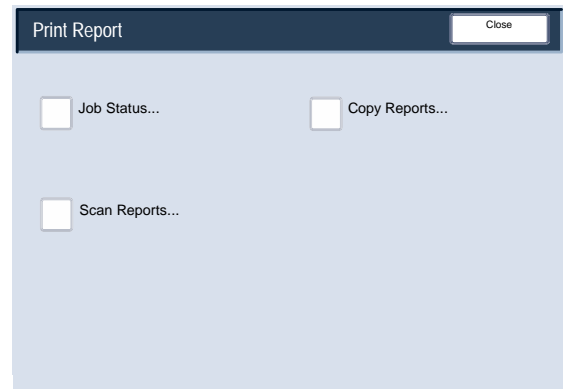 Print Report
Close
Job Status...
Copy Reports...
Scan Reports...